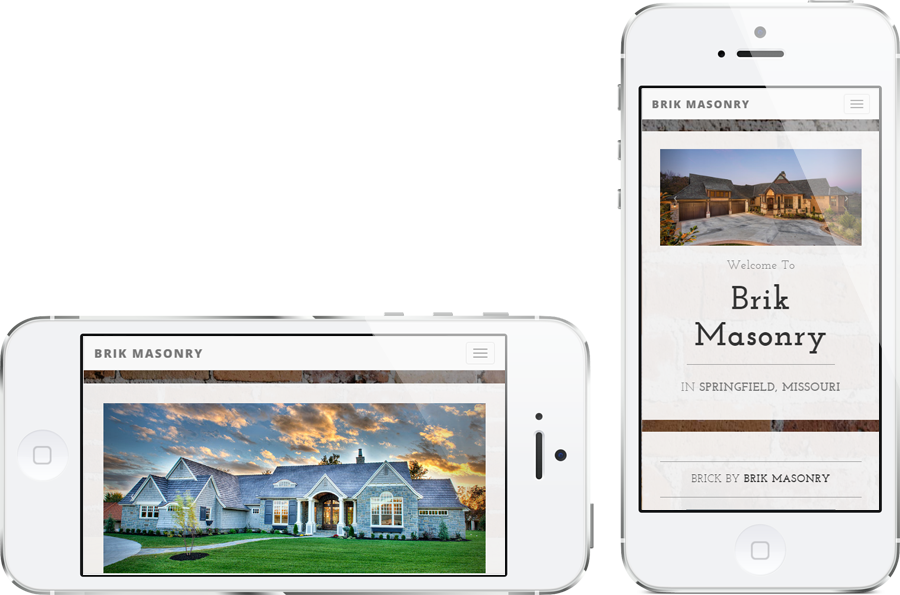 BRIK MASONRY
BRIK MASONRY
Welcome To
Brik
Masonry
IN SPRINGFIELD, MISSOURI
BRICK BY BRIK MASONRY